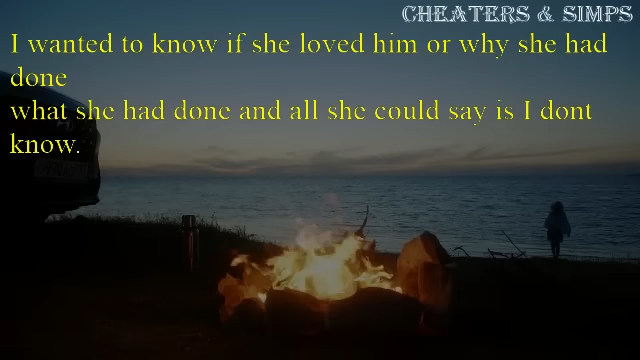 CHEATERS & SIMPS
I wanted to know if she loved him or why she had
done
what she had done and all she could say is I dont
know.